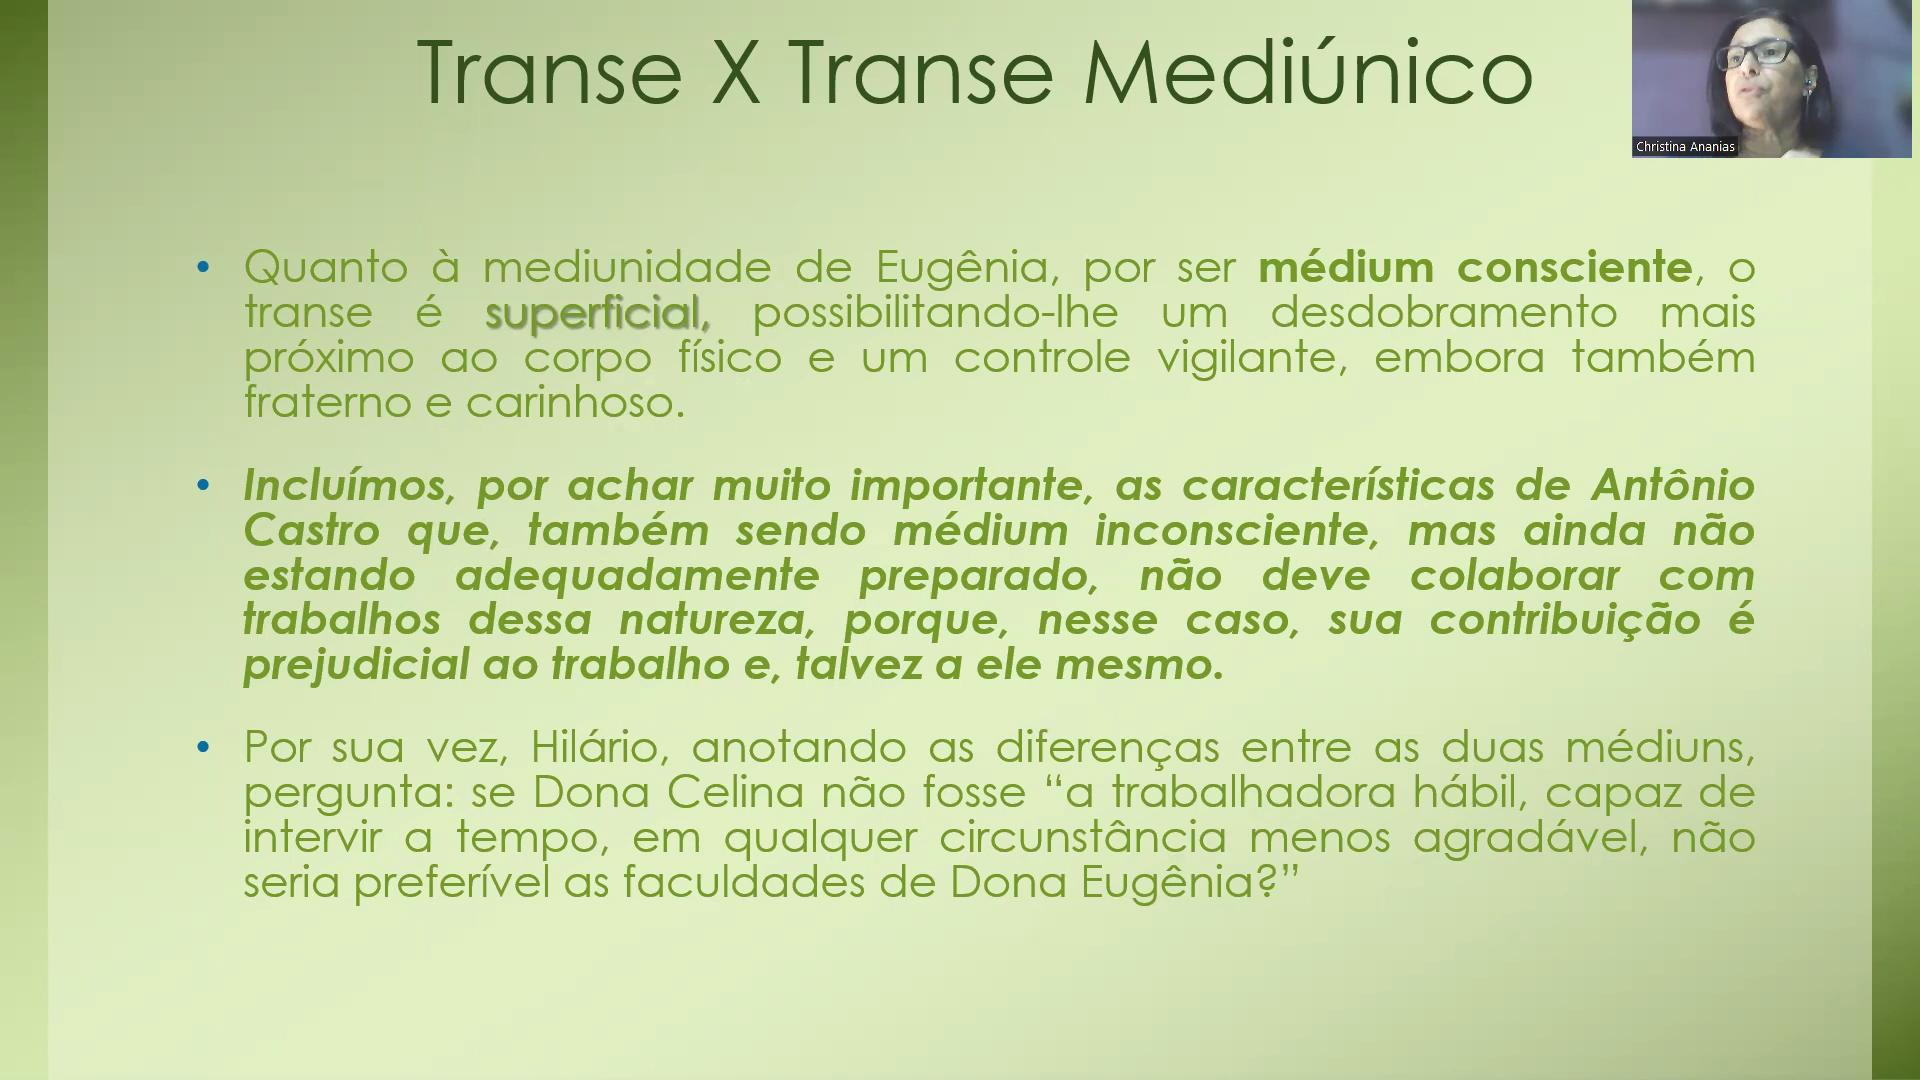 Transe X Transe Mediúnico
Christina Ananias
• Quanto à mediunidade de Eugênia, por ser médium consciente, o
transe é superficial, possibilitando-lhe um desdobramento mais
próximo ao corpo físico e um controle vigilante, embora também
fraterno e carinhoso.
• Incluímos, por achar muito importante, as características de Antônio
Castro que, também sendo médium inconsciente, mas ainda não
estando adequadamente preparado, não deve colaborar com
trabalhos dessa natureza, porque, nesse caso, sua contribuição é
prejudicial ao trabalho e, talvez a ele mesmo.
• Por sua vez, Hilário, anotando as diferenças entre as duas médiuns,
pergunta: se Dona Celina não fosse “a trabalhadora hábil, capaz de
intervir a tempo, em qualquer circunstância menos agradável, não
seria preferível as faculdades de Dona Eugênia?”